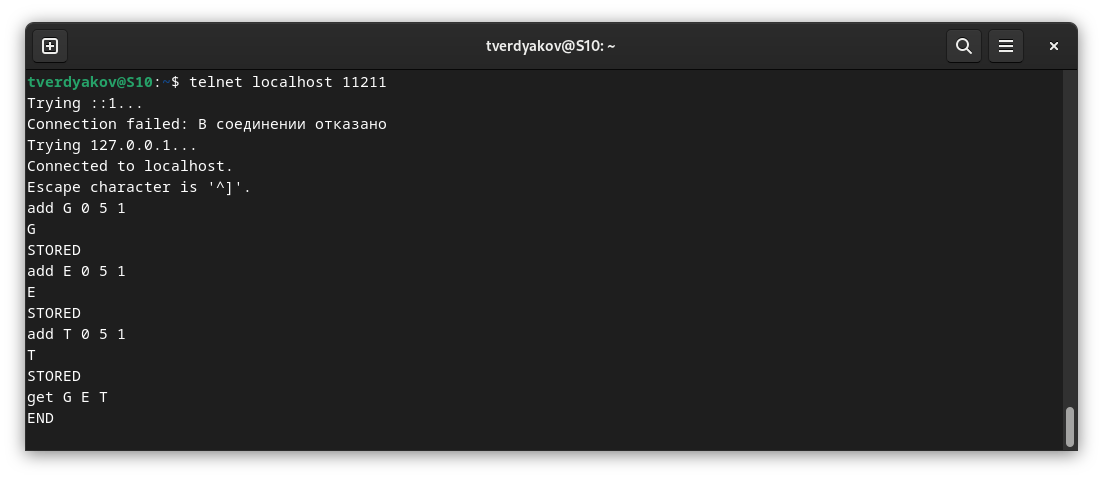 tverdyakov@S10: ~
tverdyakov@S10:~$ telnet localhost 11211
Trying ::1...
Connection failed: В соединении отказано
Trying 127.0.0.1...
Connected to localhost.
Escape character is '^]'.
add G 0 5 1
G
STORED
add E 0 5 1
E
STORED
add T 0 5 1
T
STORED
get G E T
END